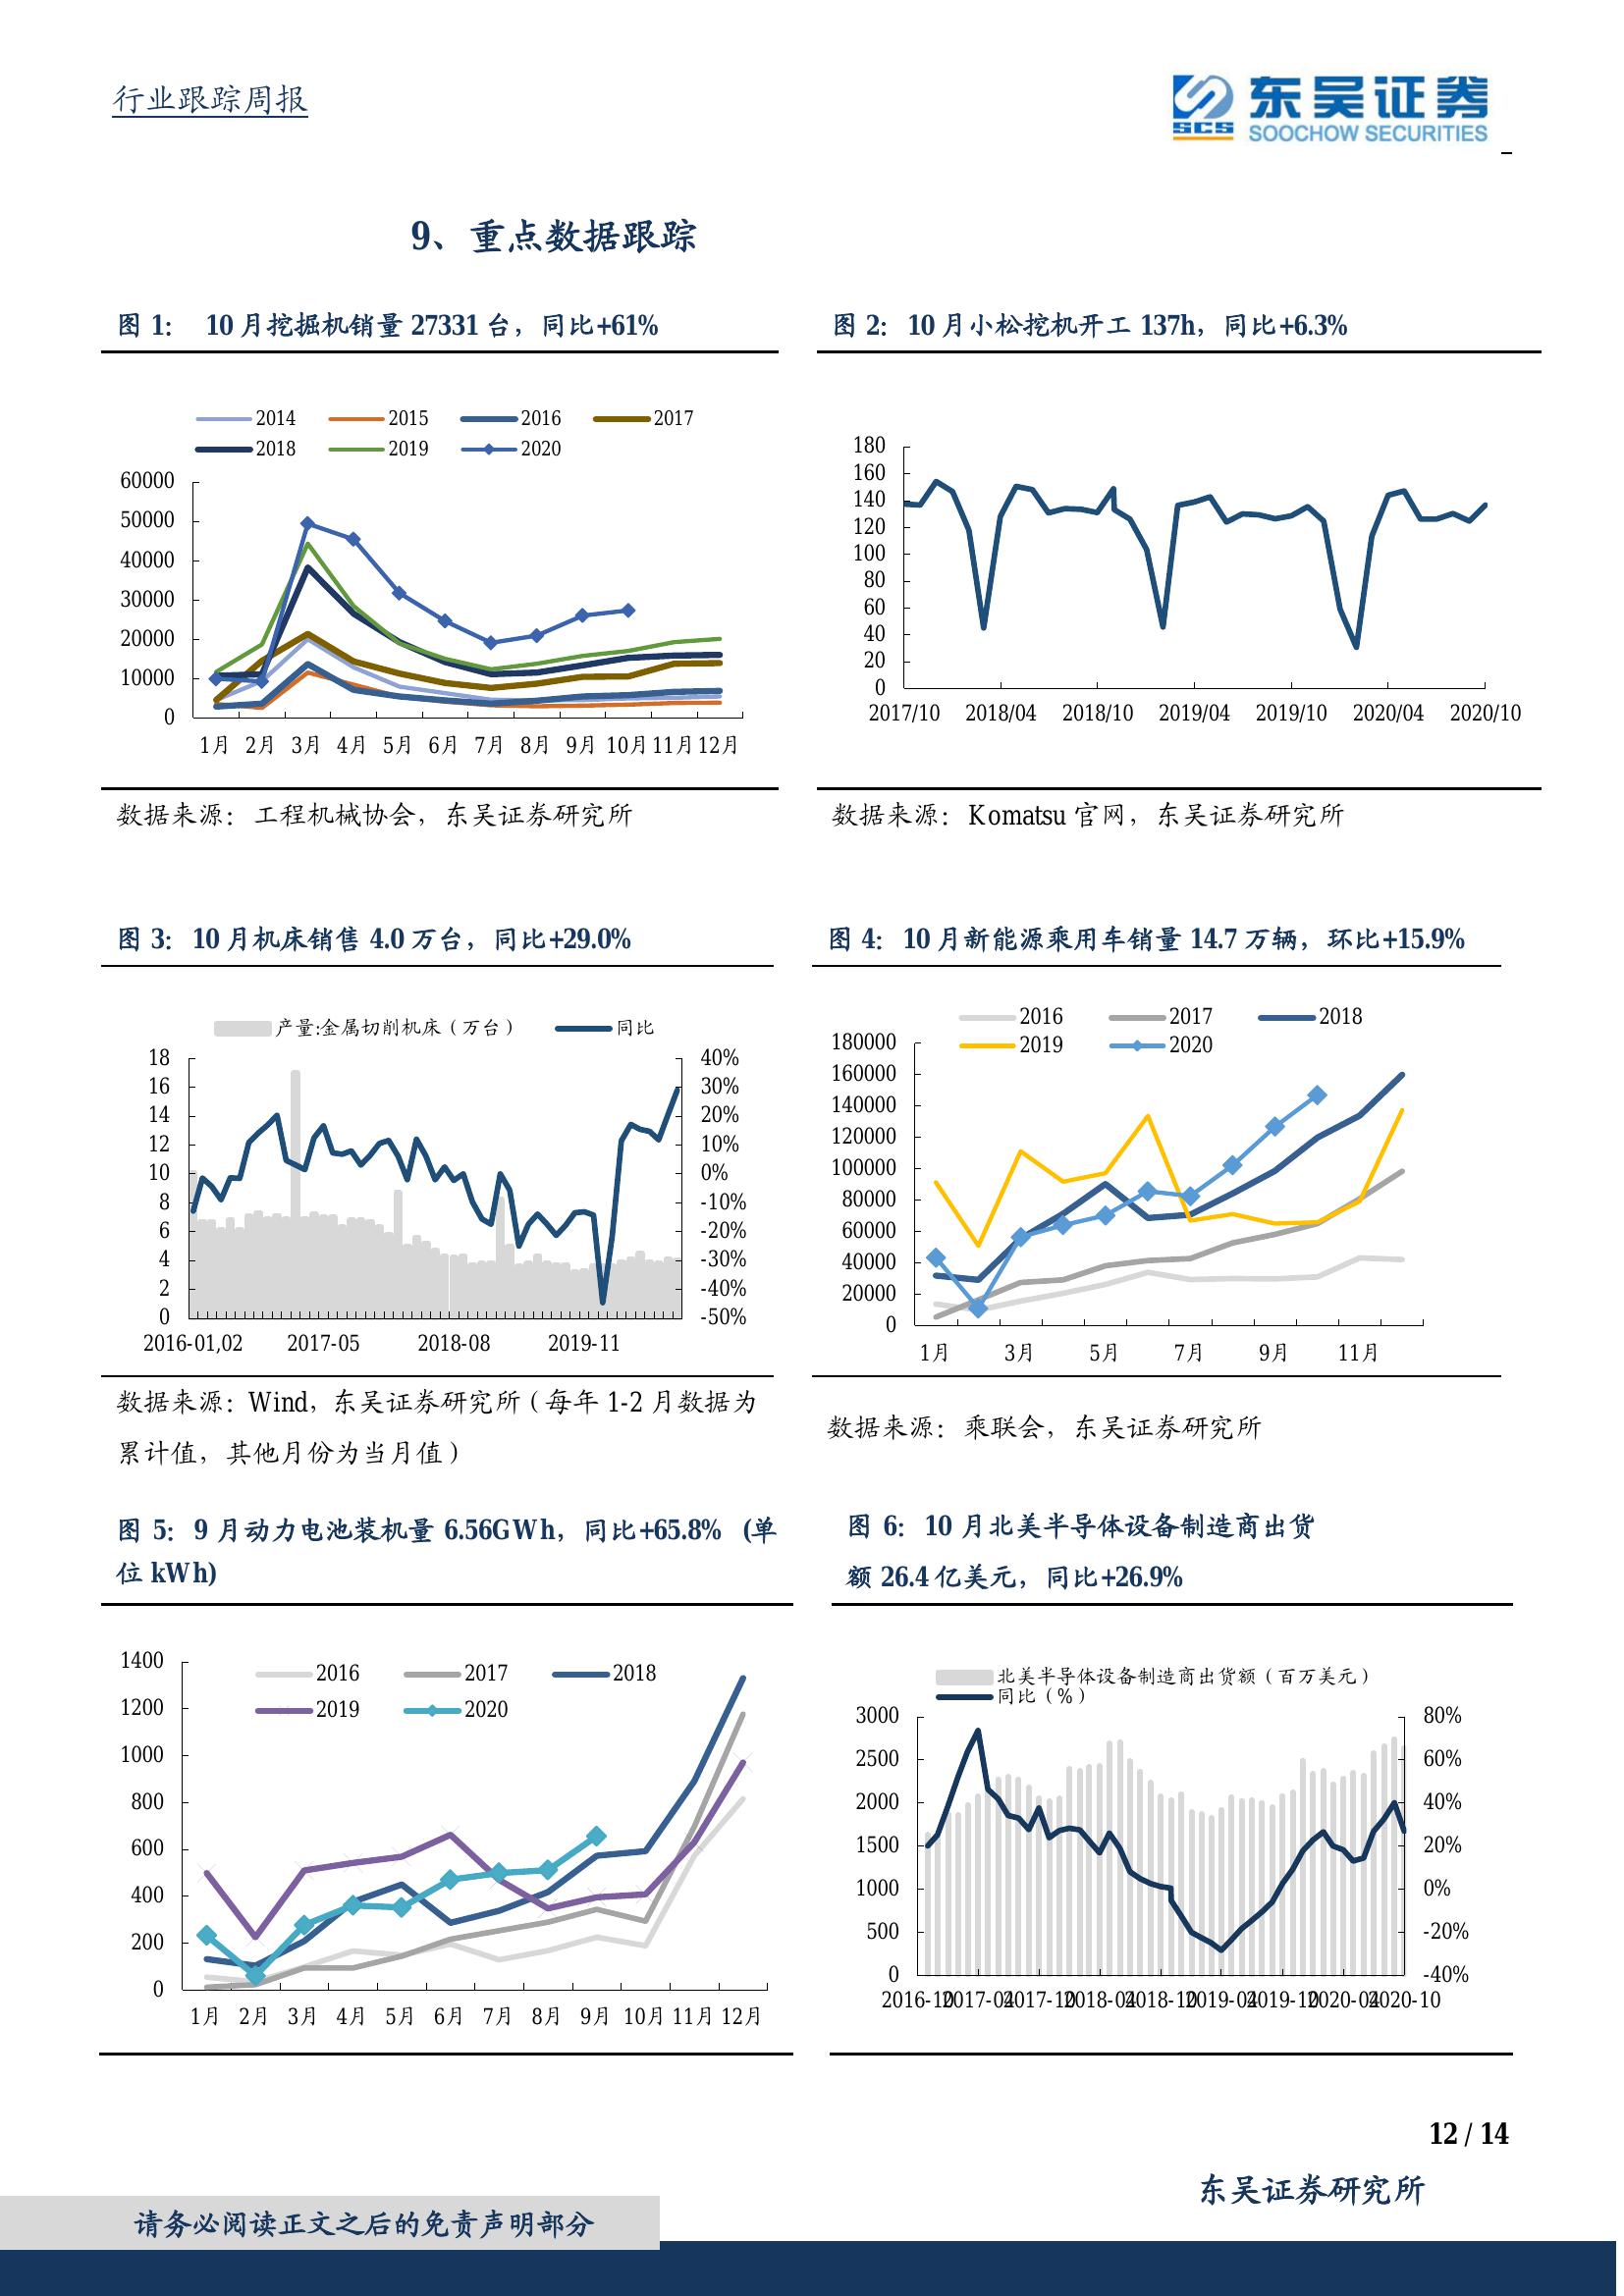 行业跟踪周报
SCS 东吴证券
SOOCHOW SECURITIES
9、重点数据跟踪
图 1： 10 月挖掘机销量 27331 台，同比+61%
2014 2015 2016 2017
2018 2019 2020
60000
50000
40000
30000
20000
10000
0
1月 2月 3月 4月 5月 6月 7月 8月 9月 10月 11月 12月
数据来源：工程机械协会，东吴证券研究所
图 2：10 月小松挖机开工 137h，同比+6.3%
180
160
140
120
100
80
60
40
20
0
2017/10 2018/04 2018/10 2019/04 2019/10 2020/04 2020/10
数据来源：Komatsu 官网，东吴证券研究所
图 3：10 月机床销售 4.0 万台，同比+29.0%
产量:金属切削机床（万台） 同比
18 40%
16 30%
14 20%
12 10%
10 0%
8 -10%
6 -20%
4 -30%
2 -40%
0 -50%
2016-01,02 2017-05 2018-08 2019-11
数据来源：Wind，东吴证券研究所（每年 1-2 月数据为
累计值，其他月份为当月值）
图 4：10 月新能源乘用车销量 14.7 万辆，环比+15.9%
2016 2017 2018
2019 2020
180000
160000
140000
120000
100000
80000
60000
40000
20000
0
1月 3月 5月 7月 9月 11月
数据来源：乘联会，东吴证券研究所
图 5：9 月动力电池装机量 6.56GWh，同比+65.8% (单
位 kWh)
2016 2017 2018
2019 2020
1400
1200
1000
800
600
400
200
0
1月 2月 3月 4月 5月 6月 7月 8月 9月 10月 11月 12月
图 6：10 月北美半导体设备制造商出货
额 26.4 亿美元，同比+26.9%
北美半导体设备制造商出货额（百万美元）
同比（%）
3000 80%
2500 60%
2000 40%
1500 20%
1000 0%
500 -20%
0 -40%
2016-10 2017-04 2017-10 2018-04 2018-10 2019-04 2019-10 2020-04 2020-10
12 / 14
东吴证券研究所
请务必阅读正文之后的免责声明部分